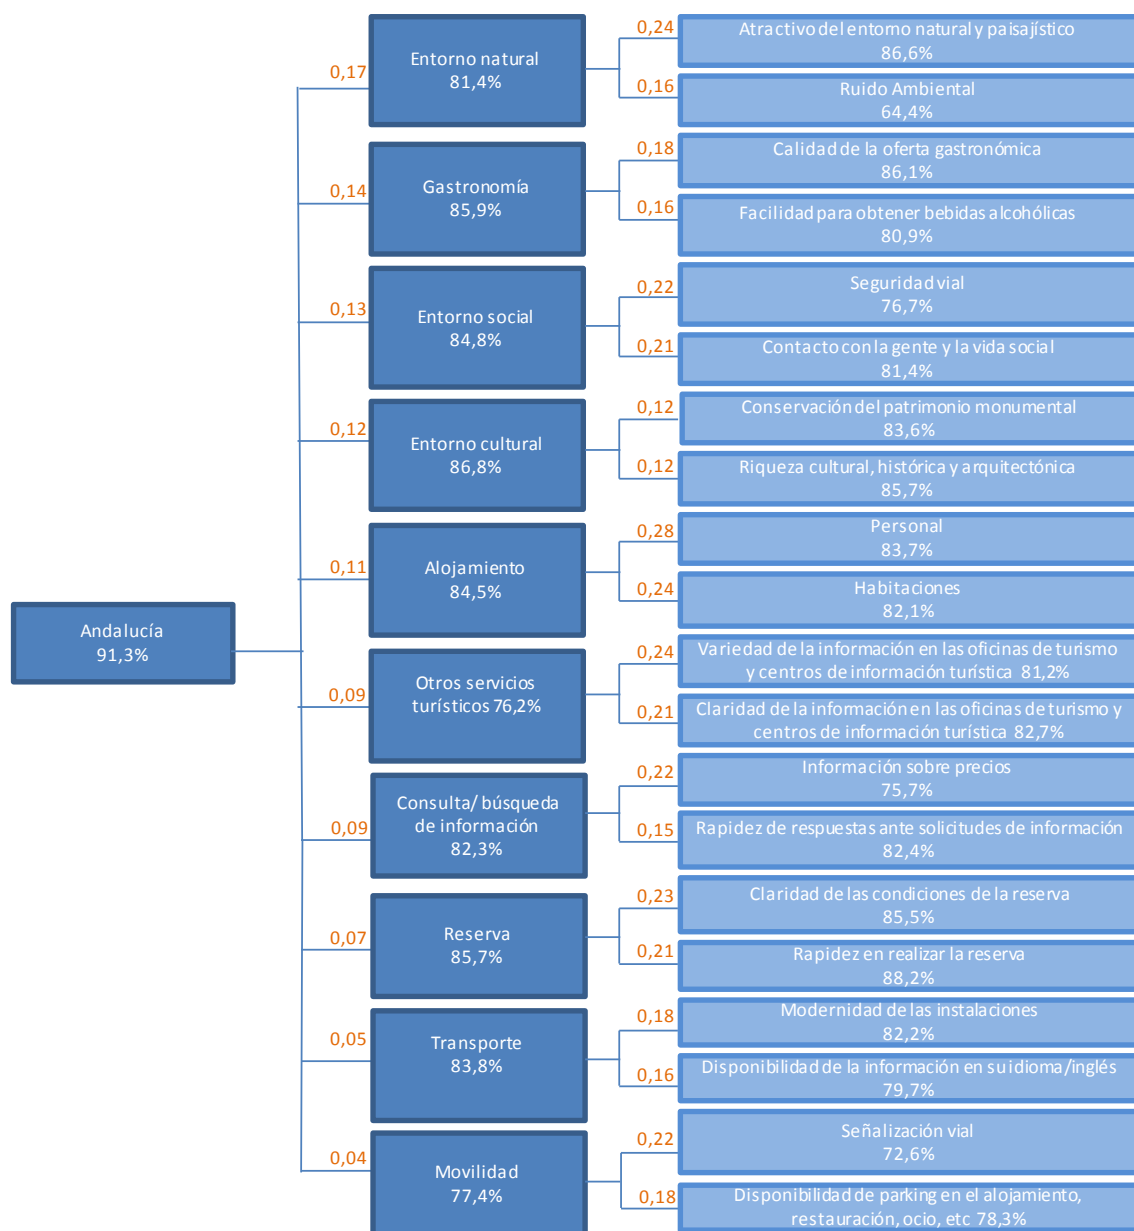 Andalucía
91,3%
0,17
Entorno natural
81,4%
0,24
Atractivo del entorno natural y paisajístico
86,6%
0,16
Ruido Ambiental
64,4%
0,14
Gastronomía
85,9%
0,18
Calidad de la oferta gastronómica
86,1%
0,16
Facilidad para obtener bebidas alcohólicas
80,9%
0,13
Entorno social
84,8%
0,22
Seguridad vial
76,7%
0,21
Contacto con la gente y la vida social
81,4%
0,12
Entorno cultural
86,8%
0,12
Conservación del patrimonio monumental
83,6%
0,12
Riqueza cultural, histórica y arquitectónica
85,7%
0,11
Alojamiento
84,5%
0,28
Personal
83,7%
0,24
Habitaciones
82,1%
0,09
Otros servicios
turísticos 76,2%
0,24
Variedad de la información en las oficinas de turismo
y centros de información turística 81,2%
0,21
Claridad de la información en las oficinas de turismo y
centros de información turística 82,7%
0,09
Consulta/ búsqueda
de información
82,3%
0,22
Información sobre precios
75,7%
0,15
Rapidez de respuestas ante solicitudes de información
82,4%
0,07
Reserva
85,7%
0,23
Claridad de las condiciones de la reserva
85,5%
0,21
Rapidez en realizar la reserva
88,2%
0,05
Transporte
83,8%
0,18
Modernidad de las instalaciones
82,2%
0,16
Disponibilidad de la información en su idioma/inglés
79,7%
0,04
Movilidad
77,4%
0,22
Señalización vial
72,6%
0,18
Disponibilidad de parking en el alojamiento,
restauración, ocio, etc 78,3%